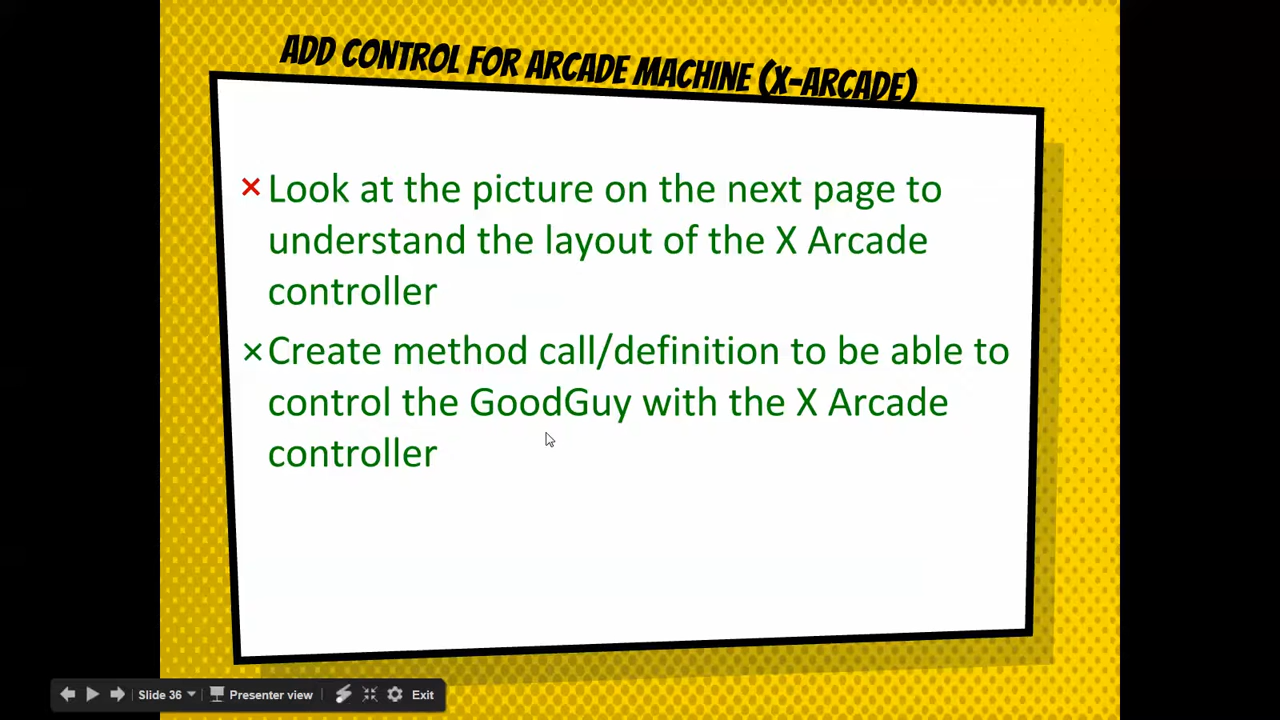 ADD CONTROL FOR ARCADE MACHINE (X-ARCADE)
×Look at the picture on the next page to
understand the layout of the X Arcade
controller
×Create method call/definition to be able to
control the GoodGuy with the X Arcade
controller
Slide 36 Presenter view Exit